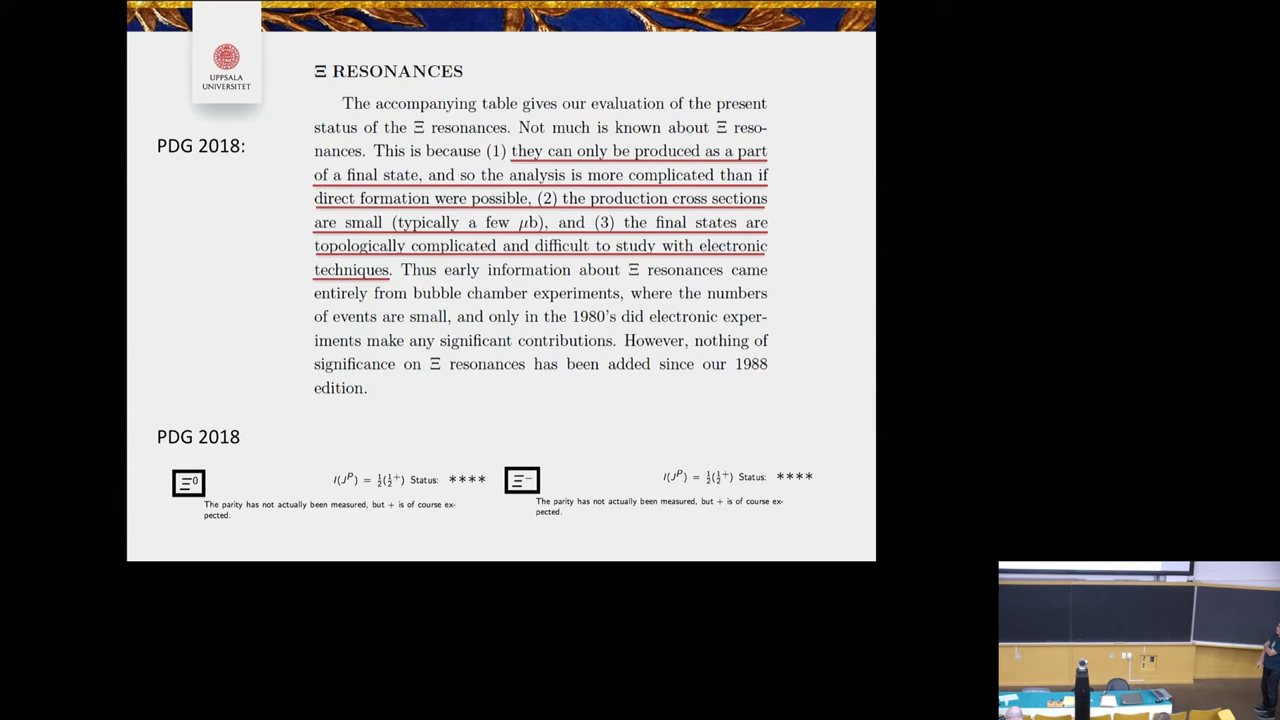 UPPSALA
UNIVERSITET
PDG 2018:
Ξ RESONANCES
The accompanying table gives our evaluation of the present
status of the Ξ resonances. Not much is known about Ξ reso-
nances. This is because (1) they can only be produced as a part
of a final state, and so the analysis is more complicated than if
direct formation were possible, (2) the production cross sections
are small (typically a few μb), and (3) the final states are
topologically complicated and difficult to study with electronic
techniques. Thus early information about Ξ resonances came
entirely from bubble chamber experiments, where the numbers
of events are small, and only in the 1980's did electronic exper-
iments make any significant contributions. However, nothing of
significance on Ξ resonances has been added since our 1988
edition.
PDG 2018
Ξ⁰ I(Jᴾ) = ½(½⁺) Status: ****
The parity has not actually been measured, but + is of course ex-
pected.
Ξ⁻ I(Jᴾ) = ½(½⁺) Status: ****
The parity has not actually been measured, but + is of course ex-
pected.